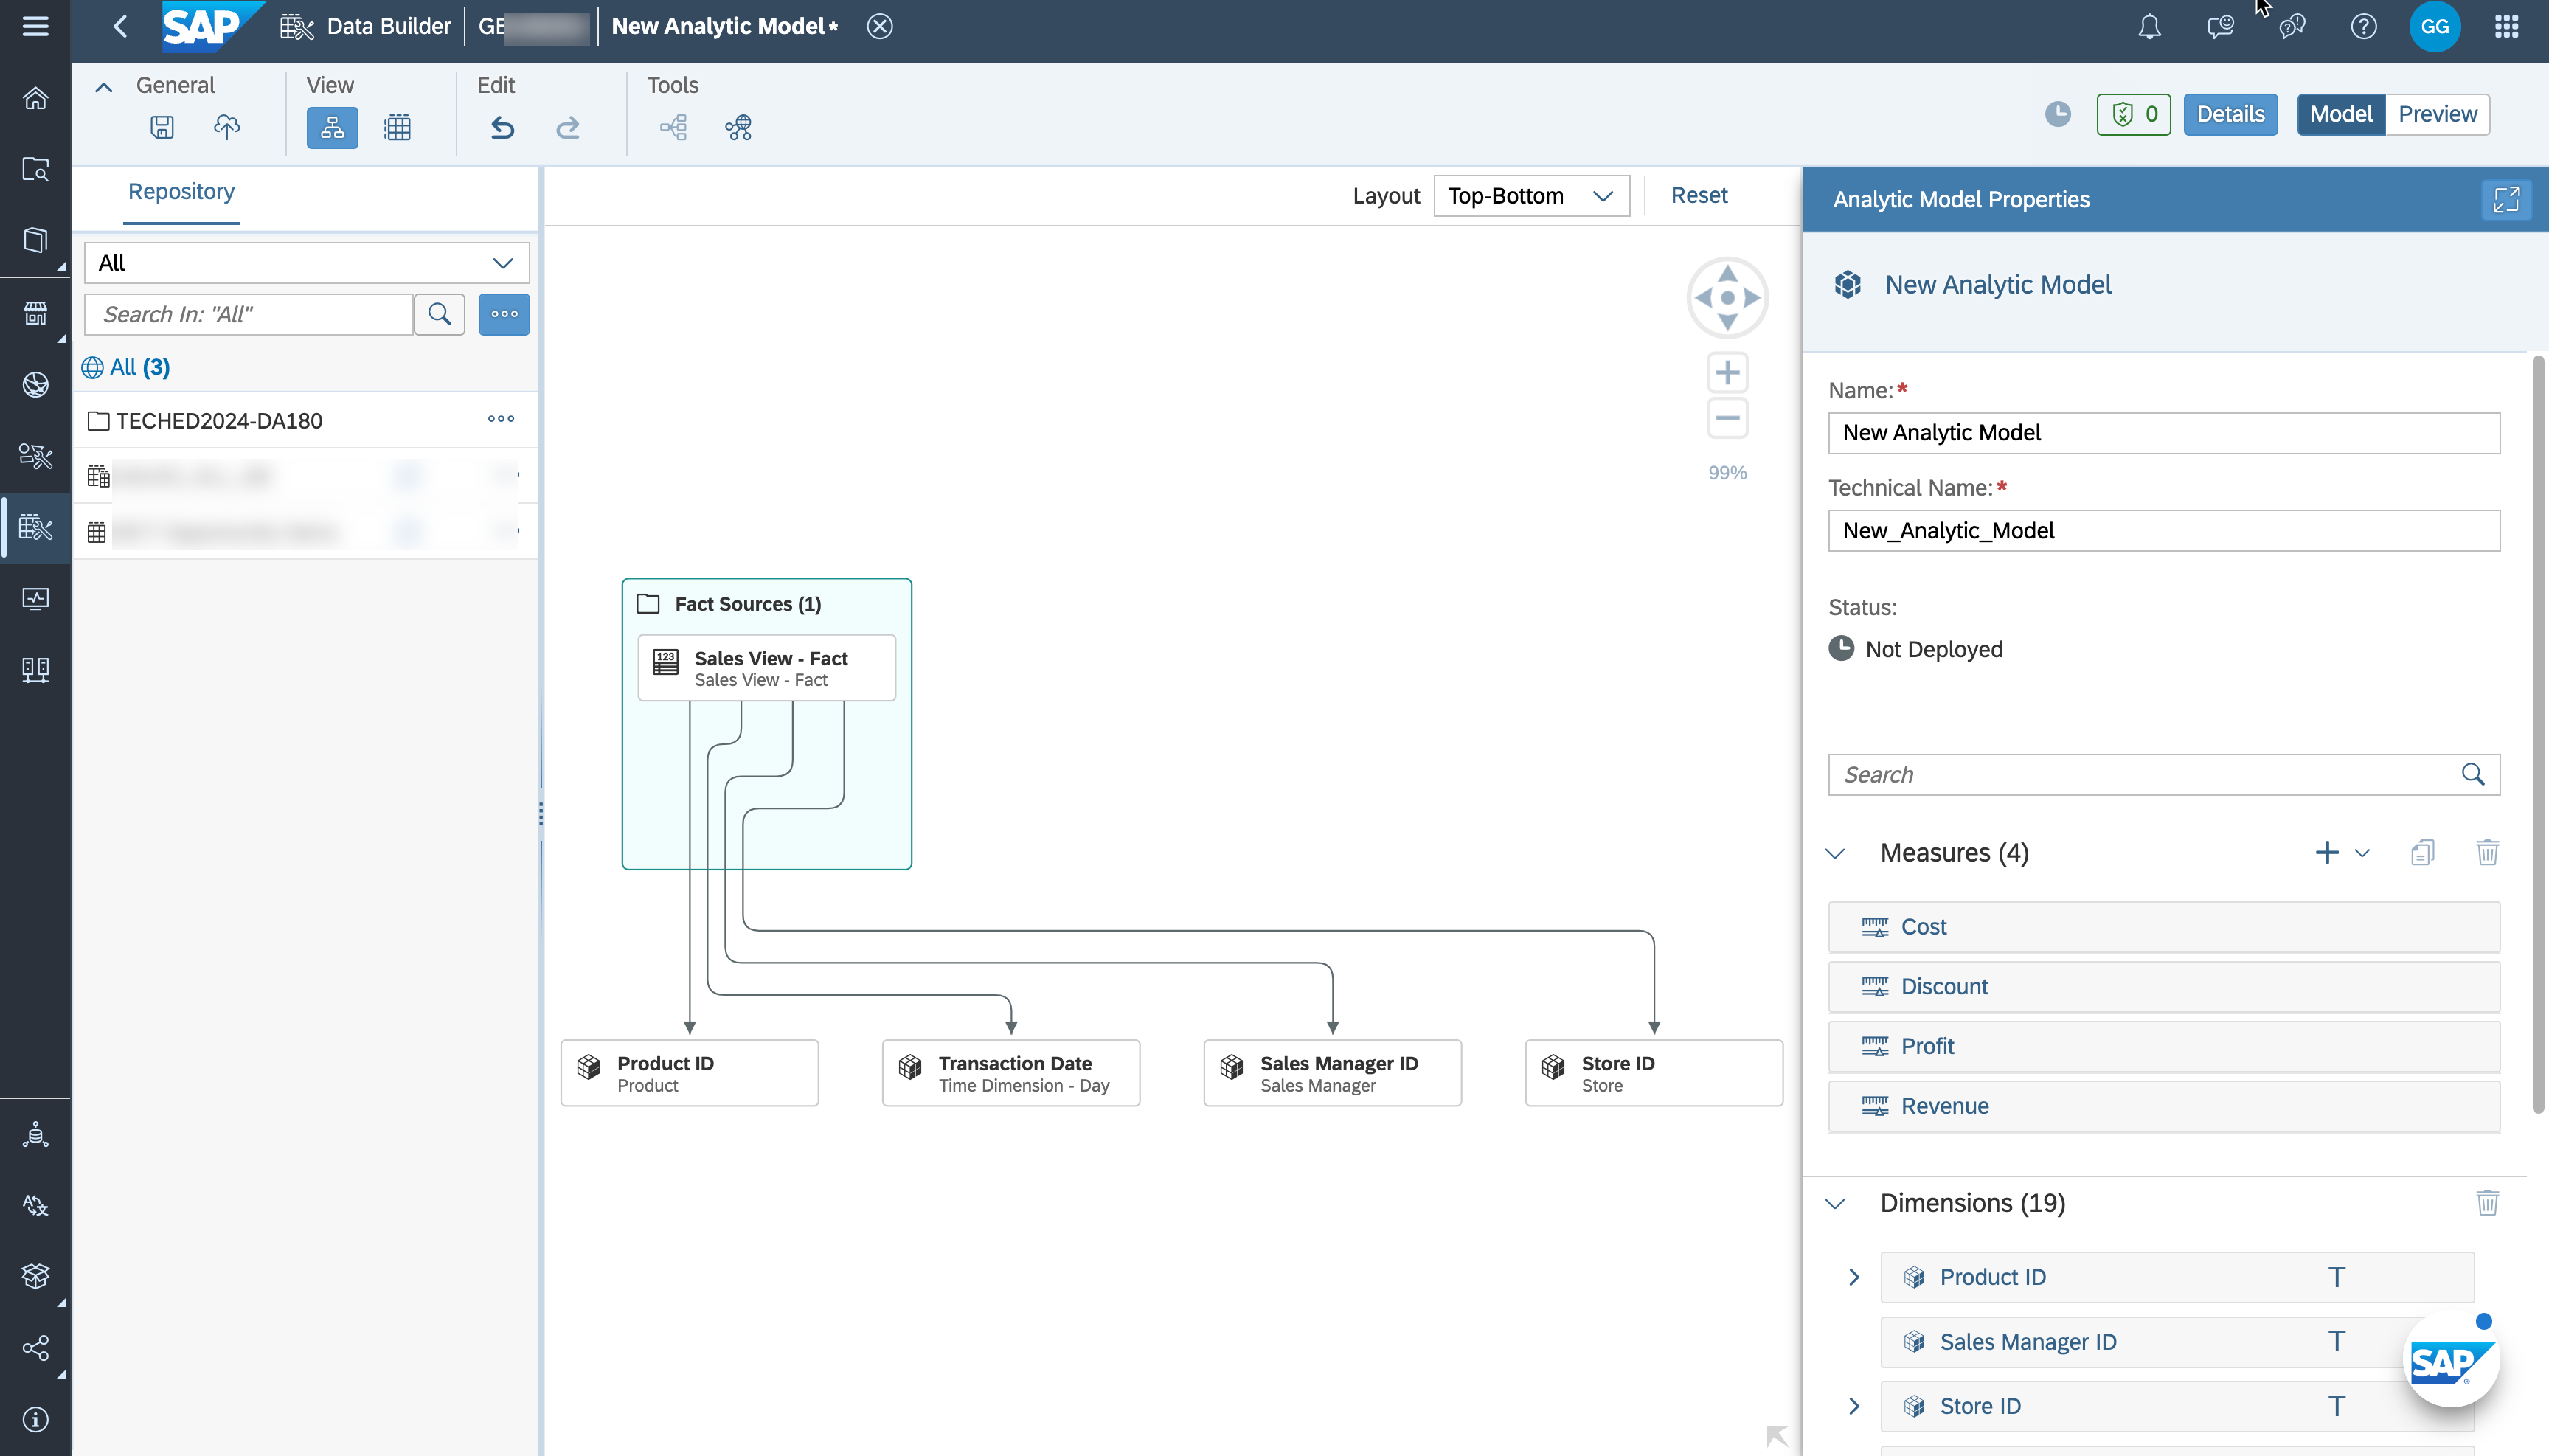 SAP Data Builder GE New Analytic Model * GG
General View Edit Tools
0 Details Model Preview
Repository
Layout Top-Bottom Reset
Analytic Model Properties
All
Search In: "All"
All (3)
TECHED2024-DA180
99%
Fact Sources (1)
123
Sales View - Fact
Sales View - Fact
Product ID
Product
Transaction Date
Time Dimension - Day
Sales Manager ID
Sales Manager
Store ID
Store
New Analytic Model
Name:*
New Analytic Model
Technical Name:*
New_Analytic_Model
Status:
Not Deployed
Search
Measures (4)
Cost
Discount
Profit
Revenue
Dimensions (19)
Product ID T
Sales Manager ID T
Store ID T
SAP